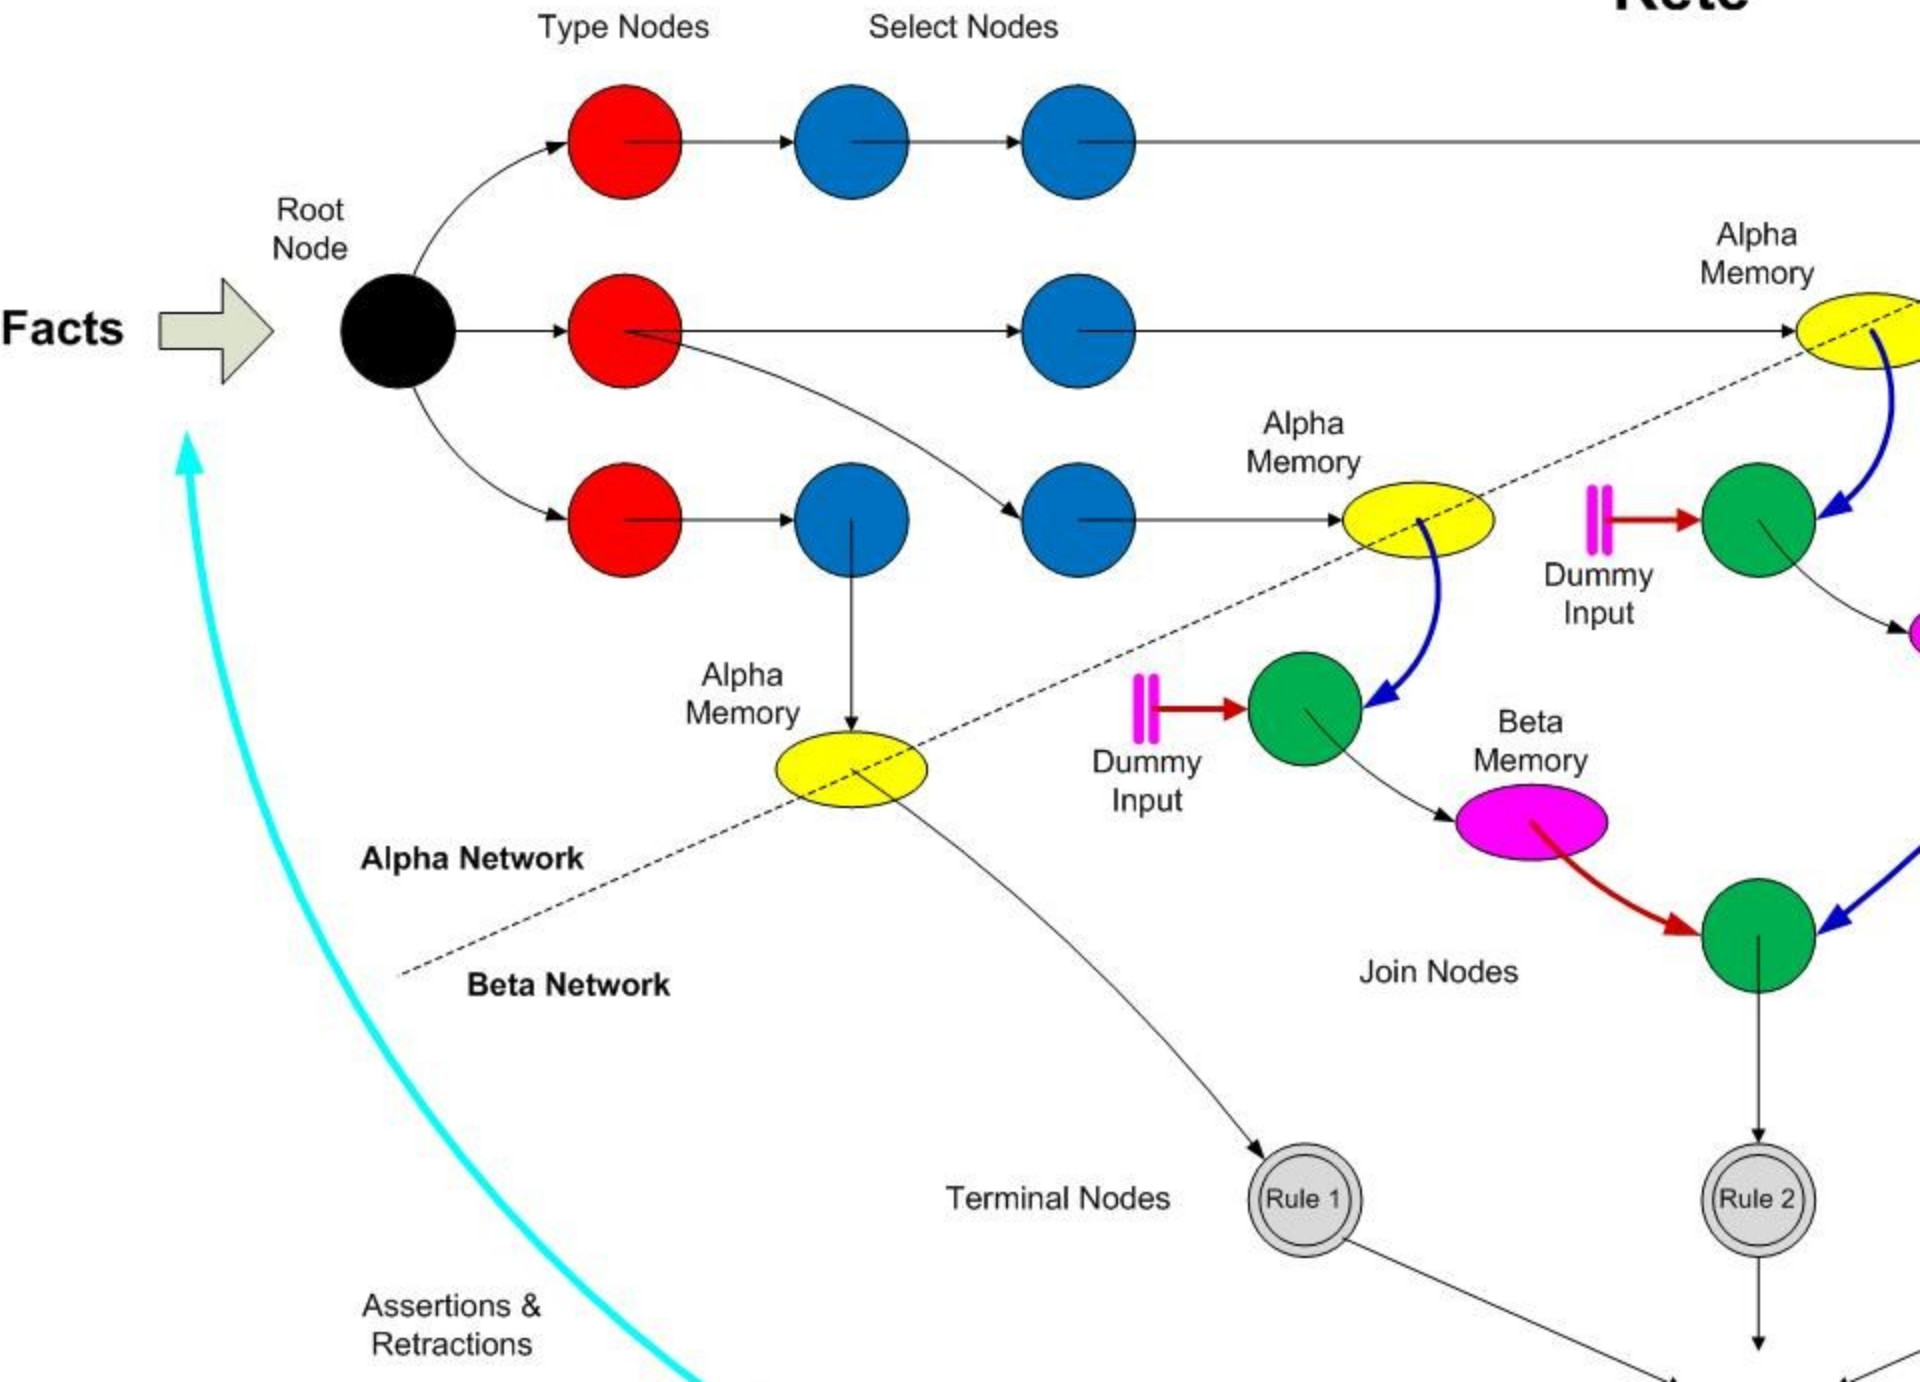 Type Nodes
Select Nodes
Root
Node
Facts
Alpha
Memory
Alpha
Memory
Dummy
Input
Alpha
Memory
Dummy
Input
Beta
Memory
Alpha Network
Beta Network
Join Nodes
Terminal Nodes
Rule 1
Rule 2
Assertions &
Retractions